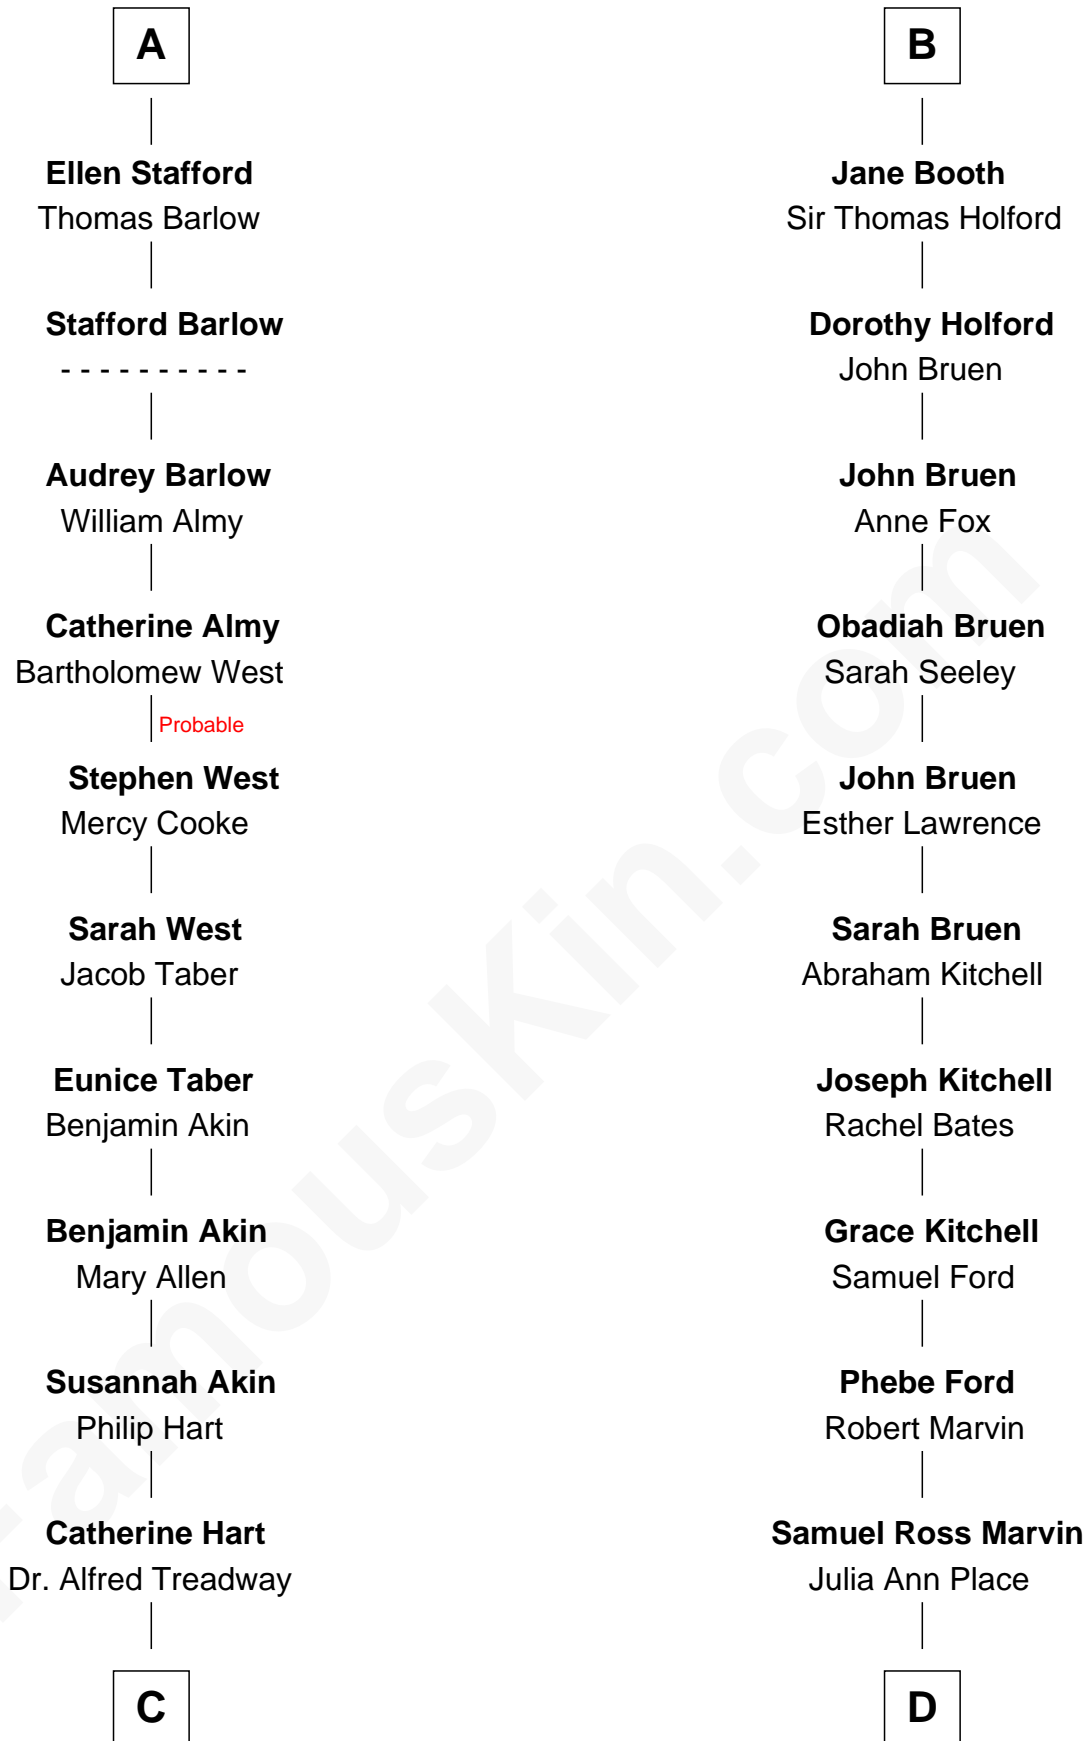 A
Ellen Stafford
Thomas Barlow
Stafford Barlow
- - - - - - - - - -
Audrey Barlow
William Almy
Catherine Almy
Bartholomew West
Probable
Stephen West
Mercy Cooke
Sarah West
Jacob Taber
Eunice Taber
Benjamin Akin
Benjamin Akin
Mary Allen
Susannah Akin
Philip Hart
Catherine Hart
Dr. Alfred Treadway
C
B
Jane Booth
Sir Thomas Holford
Dorothy Holford
John Bruen
John Bruen
Anne Fox
Obadiah Bruen
Sarah Seeley
John Bruen
Esther Lawrence
Sarah Bruen
Abraham Kitchell
Joseph Kitchell
Rachel Bates
Grace Kitchell
Samuel Ford
Phebe Ford
Robert Marvin
Samuel Ross Marvin
Julia Ann Place
D
FamousKin.com